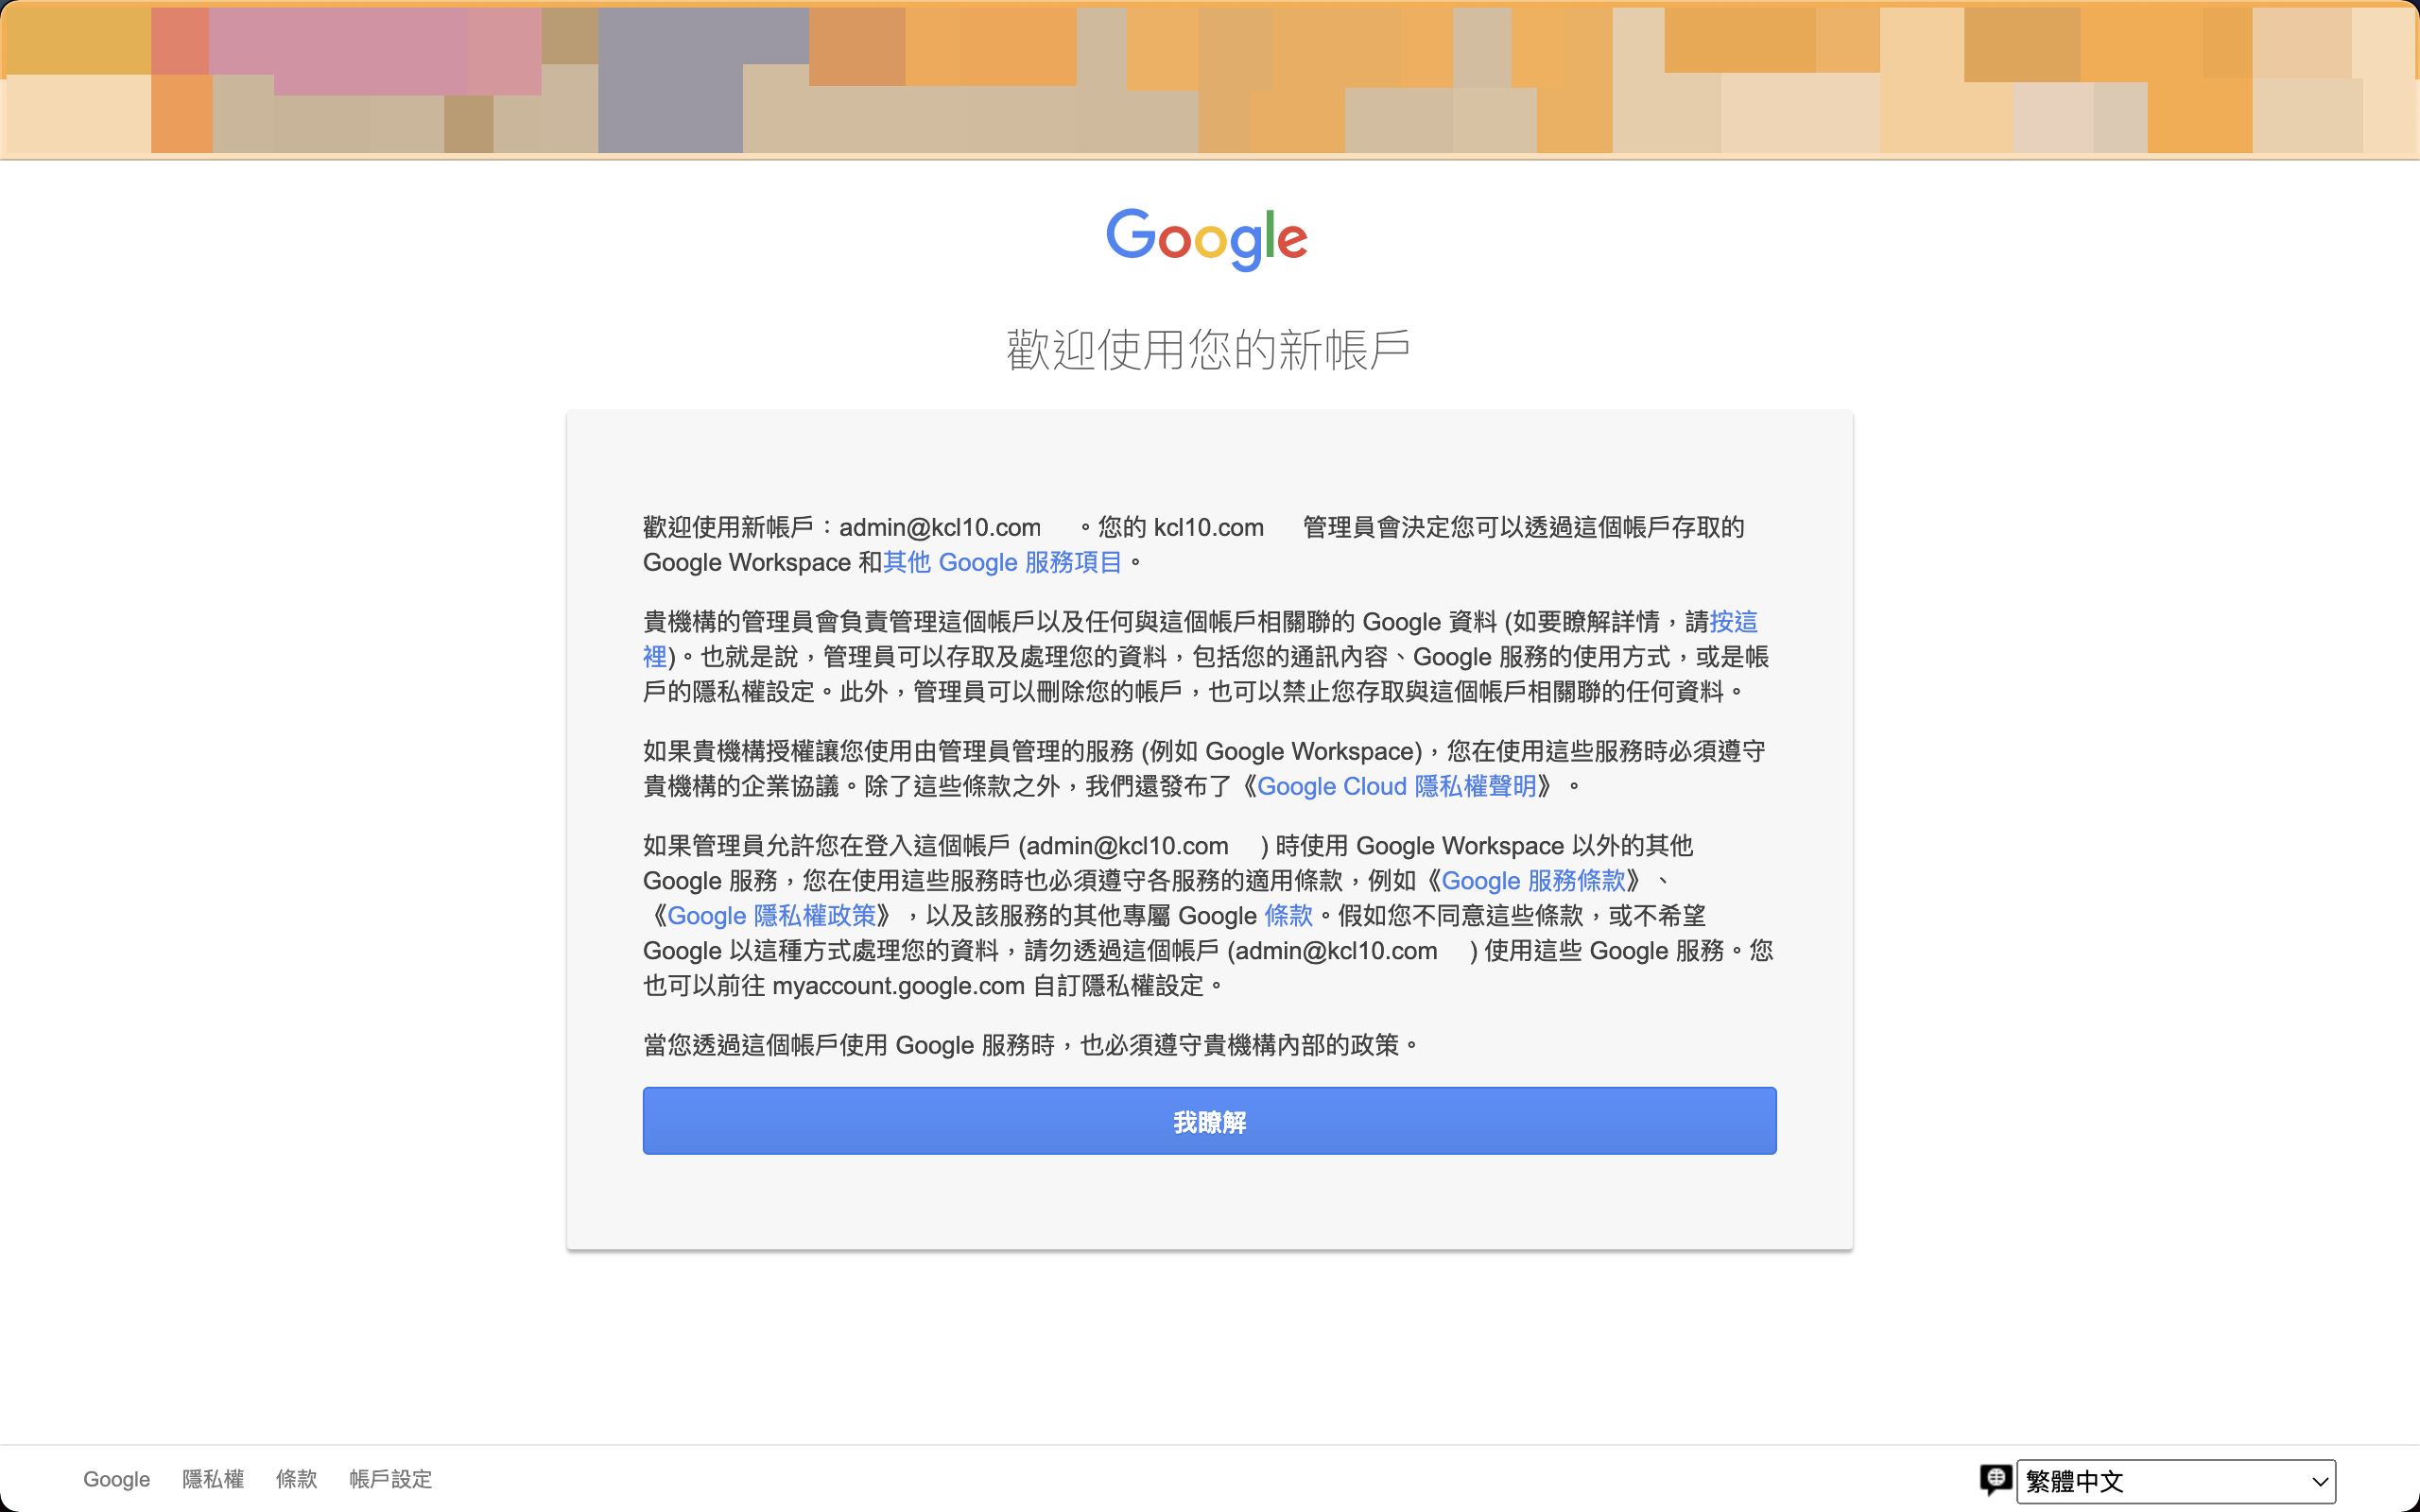 Google
歡迎使用您的新帳戶
歡迎使用新帳戶：admin@kcl10.com 。您的 kcl10.com 管理員會決定您可以透過這個帳戶存取的
Google Workspace 和其他 Google 服務項目。
貴機構的管理員會負責管理這個帳戶以及任何與這個帳戶相關聯的 Google 資料 (如要瞭解詳情，請按這
裡)。也就是說，管理員可以存取及處理您的資料，包括您的通訊內容、Google 服務的使用方式，或是帳
戶的隱私權設定。此外，管理員可以刪除您的帳戶，也可以禁止您存取與這個帳戶相關聯的任何資料。
如果貴機構授權讓您使用由管理員管理的服務 (例如 Google Workspace)，您在使用這些服務時必須遵守
貴機構的企業協議。除了這些條款之外，我們還發布了《Google Cloud 隱私權聲明》。
如果管理員允許您在登入這個帳戶 (admin@kcl10.com ) 時使用 Google Workspace 以外的其他
Google 服務，您在使用這些服務時也必須遵守各服務的適用條款，例如《Google 服務條款》、
《Google 隱私權政策》，以及該服務的其他專屬 Google 條款。假如您不同意這些條款，或不希望
Google 以這種方式處理您的資料，請勿透過這個帳戶 (admin@kcl10.com ) 使用這些 Google 服務。您
也可以前往 myaccount.google.com 自訂隱私權設定。
當您透過這個帳戶使用 Google 服務時，也必須遵守貴機構內部的政策。
我瞭解
Google 隱私權 條款 帳戶設定 繁體中文